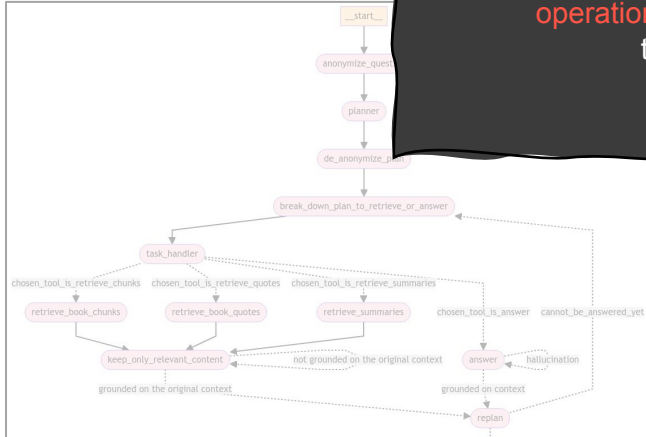 operation
t
__start__
anonymize_quest
planner
de_anonymize_p
break_down_plan_to_retrieve_or_answer
task_handler
chosen_tool_is_retrieve_chunks chosen_tool_is_retrieve_quotes chosen_tool_is_retrieve_summaries
retrieve_book_chunks retrieve_book_quotes retrieve_summaries chosen_tool_is_answer cannot_be_answered_yet
keep_only_relevant_content not grounded on the original context answer hallucination
grounded on the original context grounded on context
replan